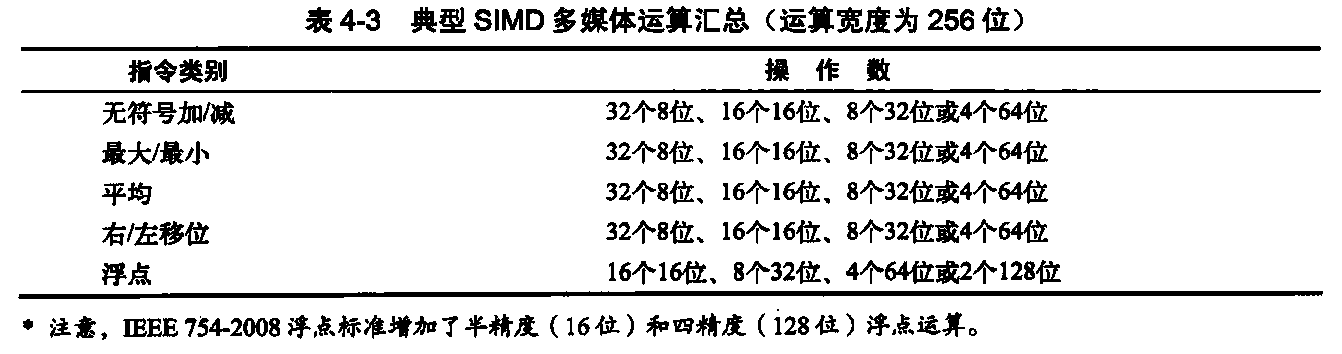 表 4-3 典型 SIMD 多媒体运算汇总（运算宽度为 256 位）
指令类别 操 作 数
无符号加/减 32个8位、16个16位、8个32位或4个64位
最大/最小 32个8位、16个16位、8个32位或4个64位
平均 32个8位、16个16位、8个32位或4个64位
右/左移位 32个8位、16个16位、8个32位或4个64位
浮点 16个16位、8个32位、4个64位或2个128位
* 注意，IEEE 754-2008 浮点标准增加了半精度（16 位）和四精度（128 位）浮点运算。